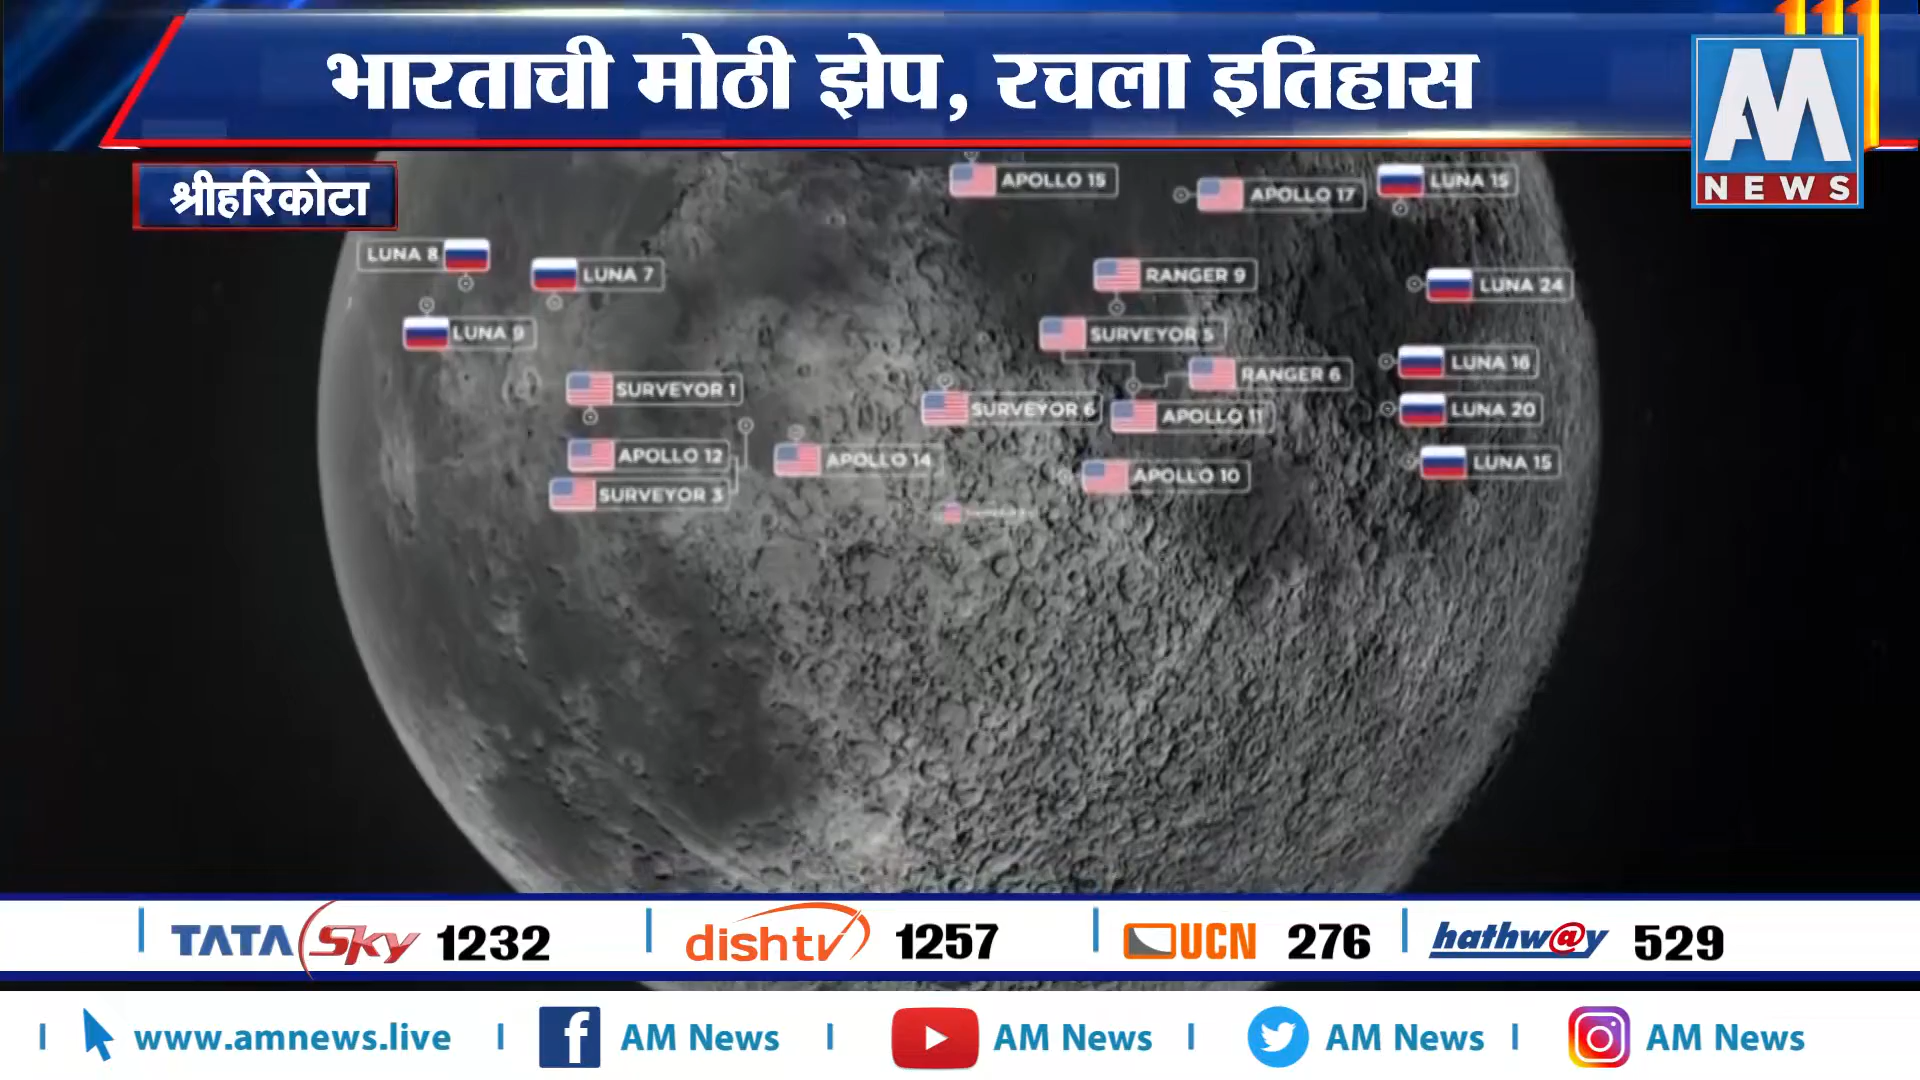 भारताची मोठी झेप, रचला इतिहास
111
AM
NEWS
श्रीहरिकोटा
APOLLO 15
APOLLO 17
LUNA 15
LUNA 8
LUNA 7
RANGER 9
LUNA 24
LUNA 9
SURVEYOR 5
LUNA 16
RANGER 6
SURVEYOR 1
SURVEYOR 6
APOLLO 11
LUNA 20
APOLLO 12
APOLLO 14
LUNA 15
APOLLO 10
SURVEYOR 3
TATA Sky 1232
dishtv 1257
UCN 276
hathw@y 529
www.amnews.live
f AM News
AM News
AM News
AM News